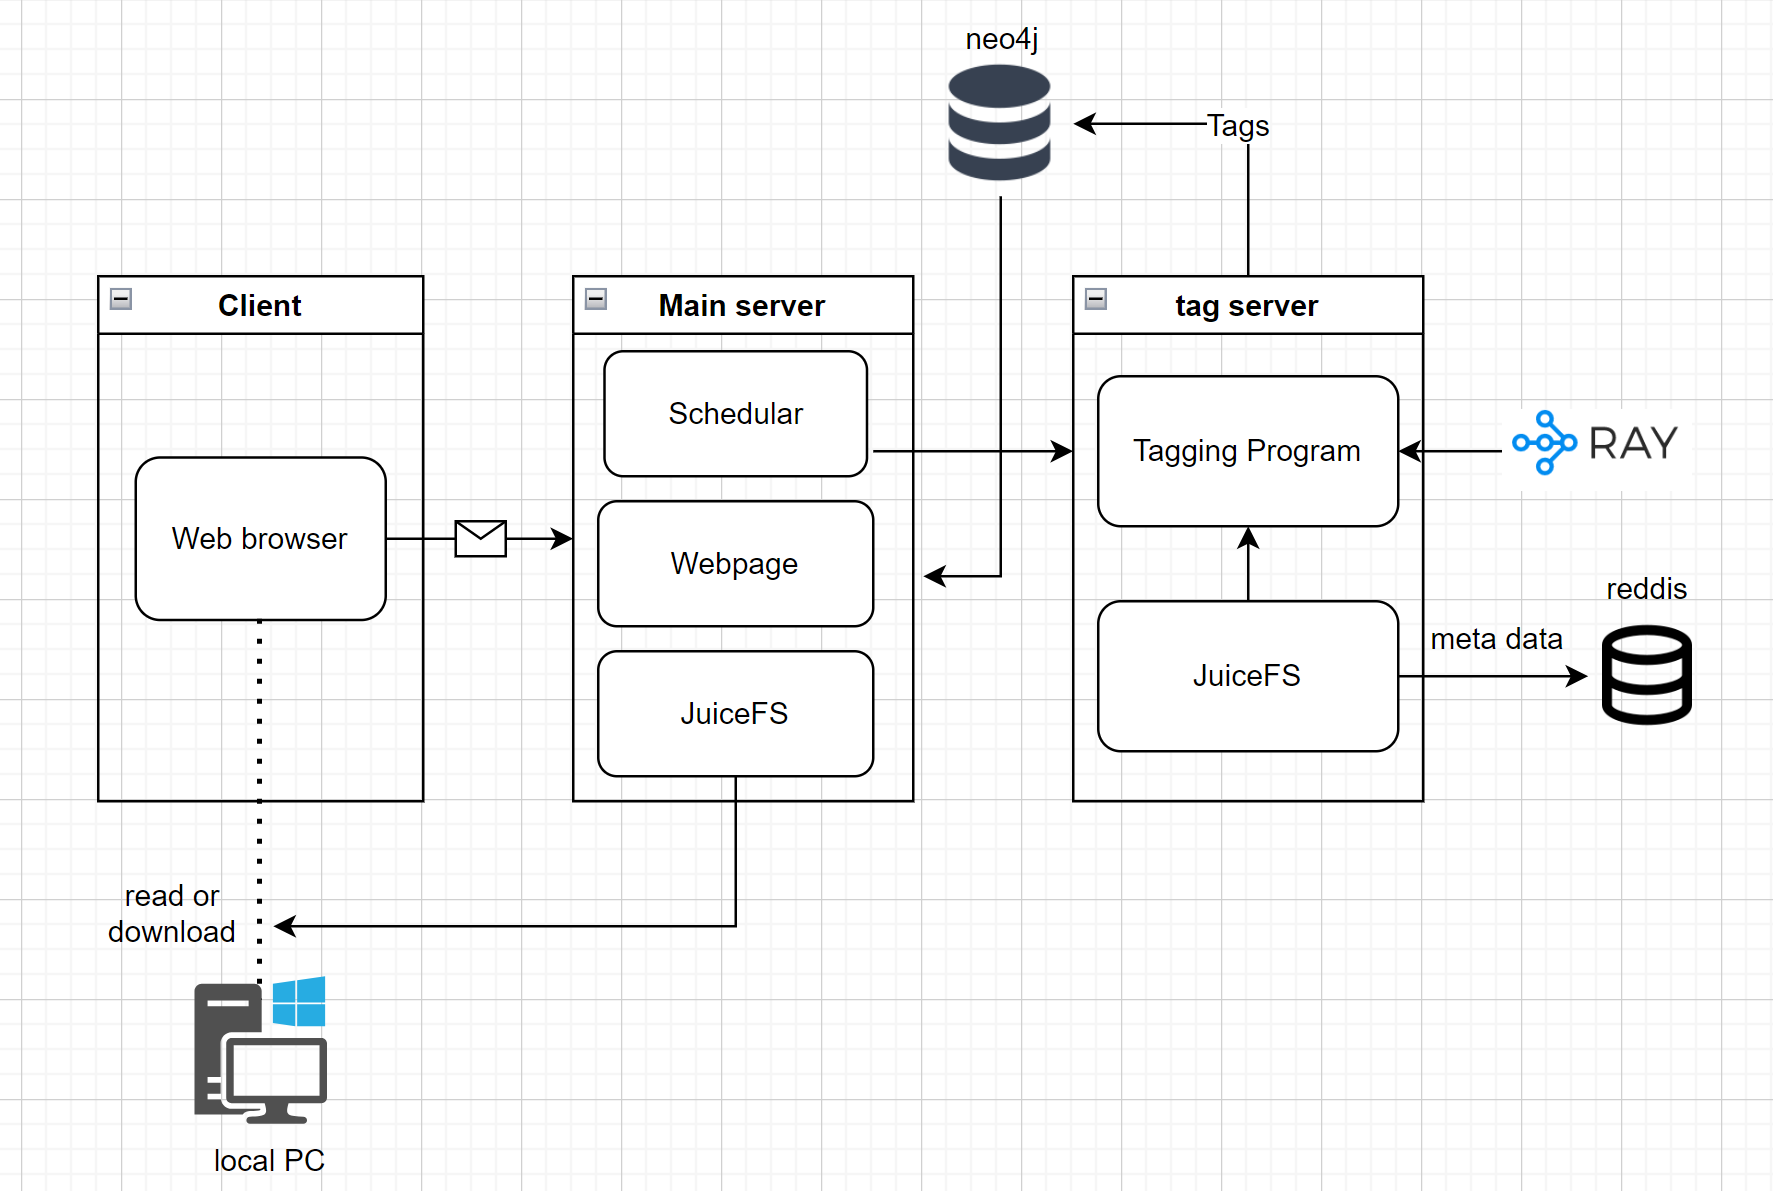 neo4j
Tags
Client
Main server
tag server
Schedular
Tagging Program
RAY
Web browser
Webpage
reddis
meta data
JuiceFS
JuiceFS
read or
download
local PC